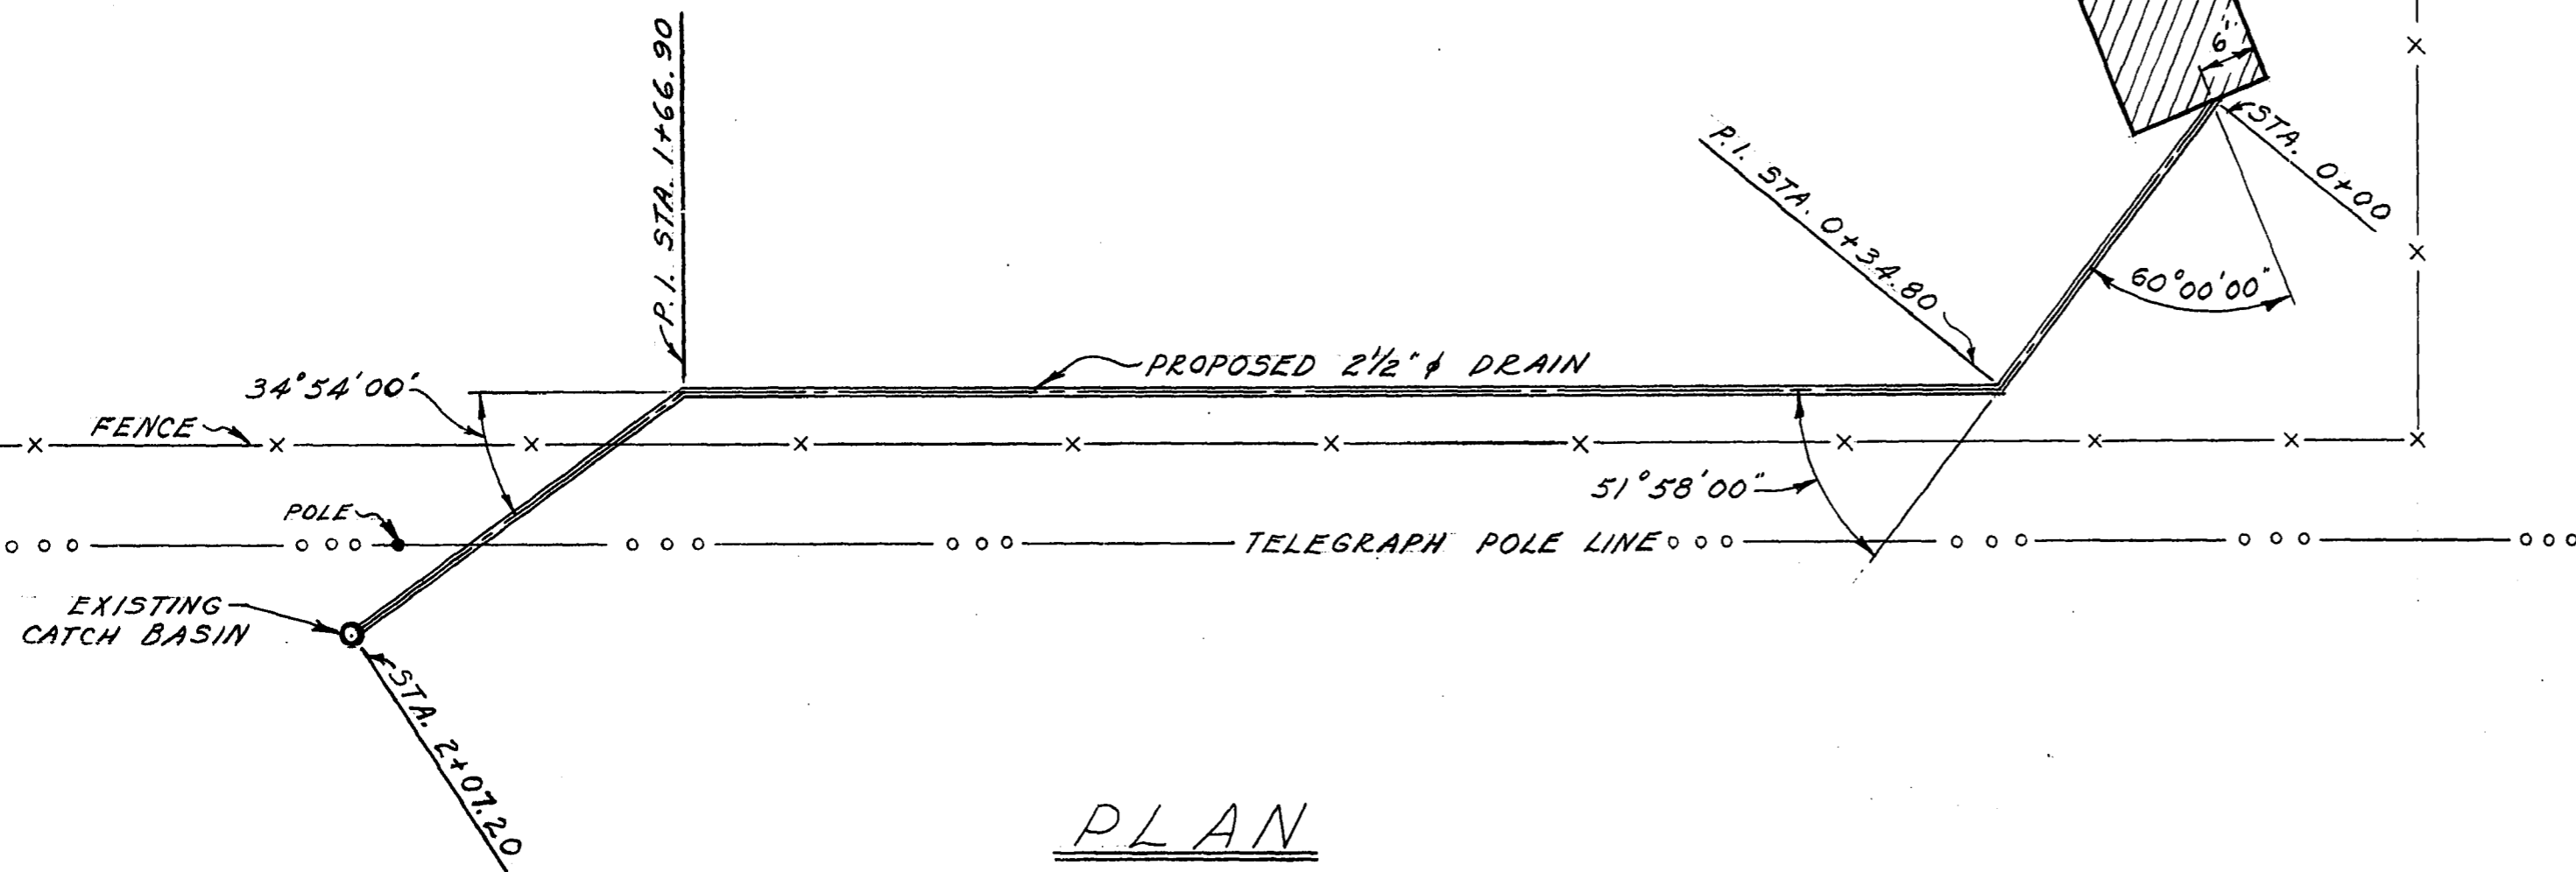 P.I. STA. 1+66.90
6'
STA. 0+00
P.I. STA. 0+34.80
60°00'00"
PROPOSED 2½"ϕ DRAIN
34°54'00"
FENCE
51°58'00"
POLE
TELEGRAPH POLE LINE
EXISTING
CATCH BASIN
STA. 2+07.20
PLAN